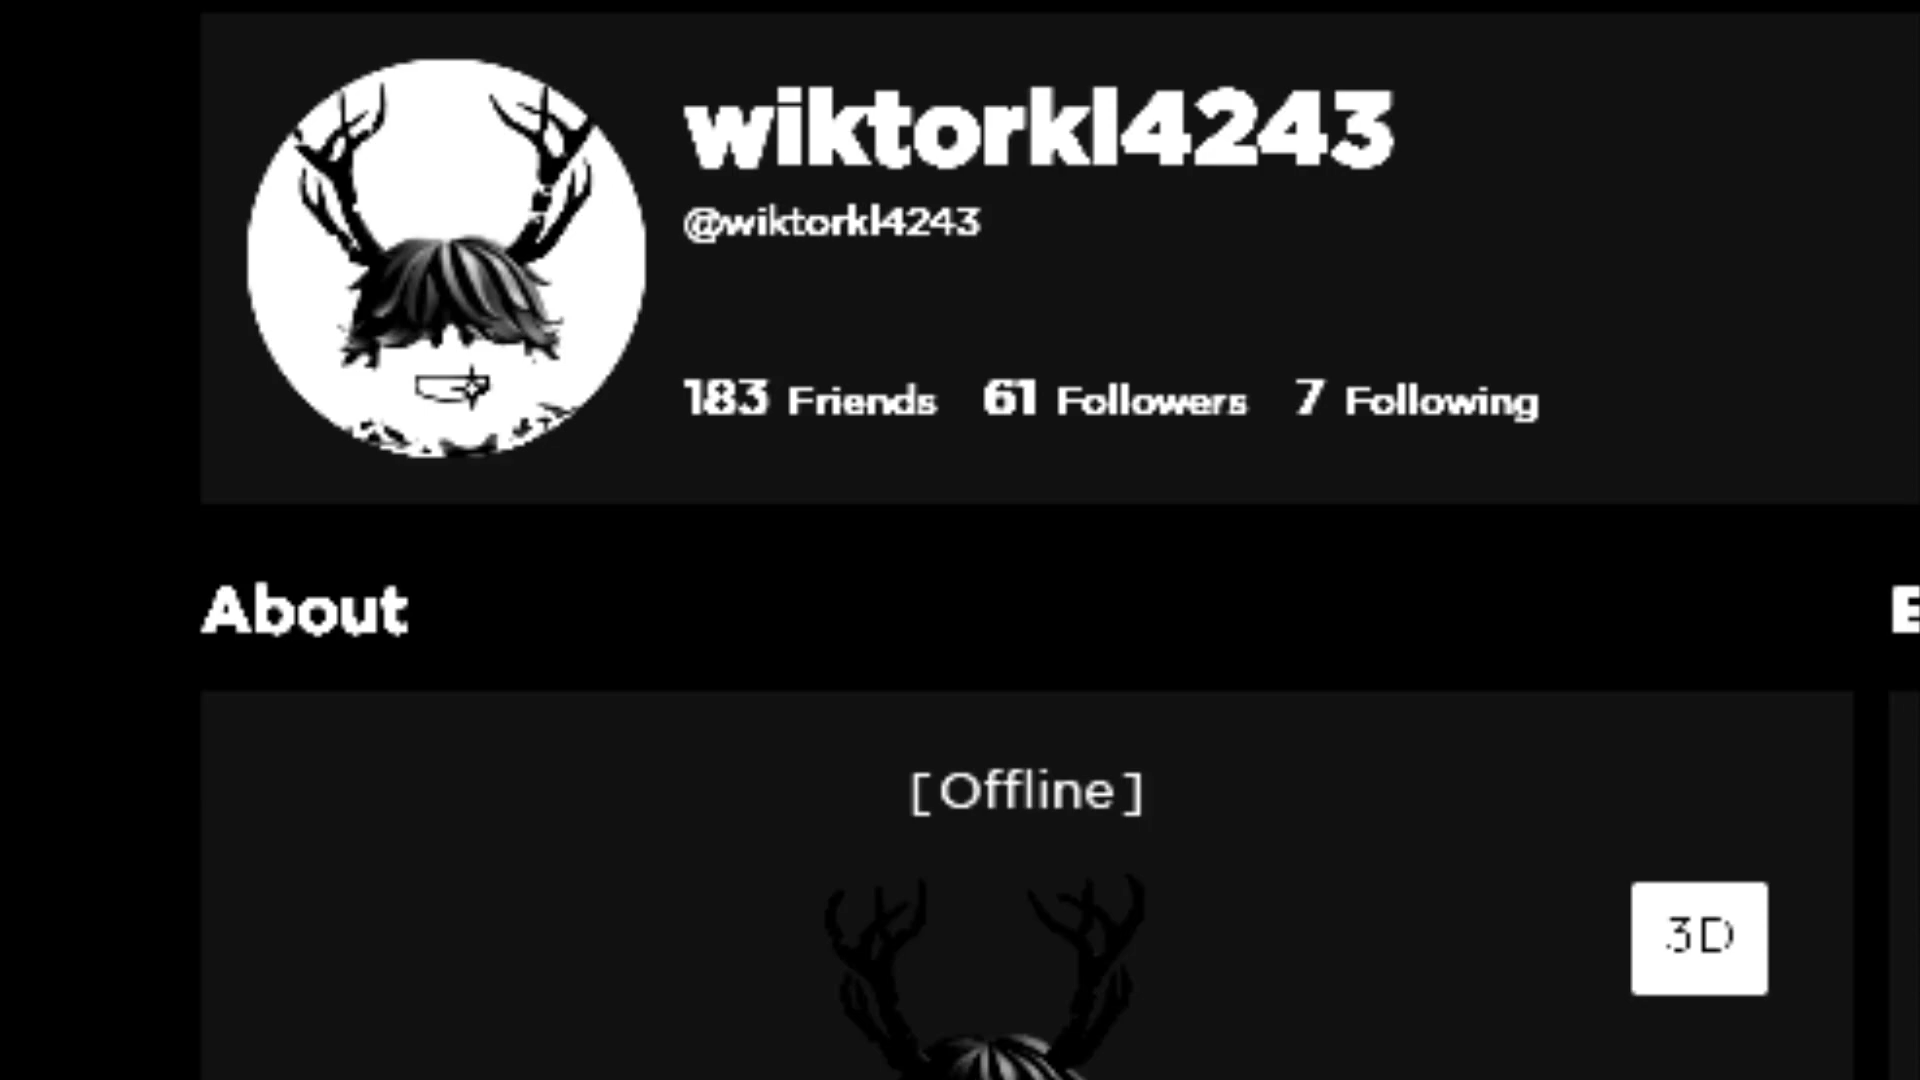 wiktorkl4243
@wiktorkl4243
183 Friends 61 Followers 7 Following
About
[ Offline ]
3D